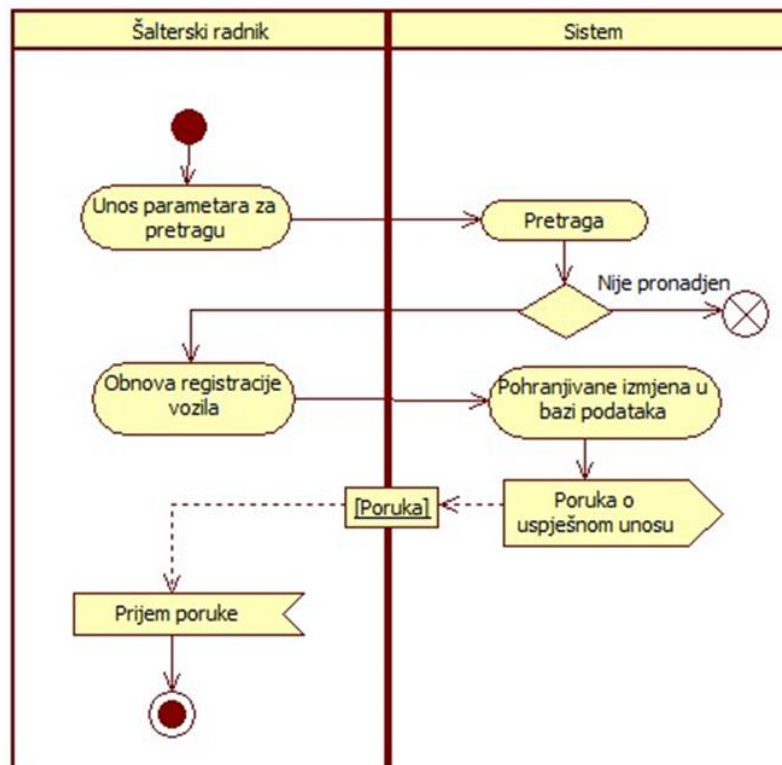 Šalterski radnik
Sistem
Unos parametara za
pretragu
Pretraga
Nije pronadjen
Obnova registracije
vozila
Pohranjivane izmjena u
bazi podataka
[Poruka]
Poruka o
uspješnom unosu
Prijem poruke